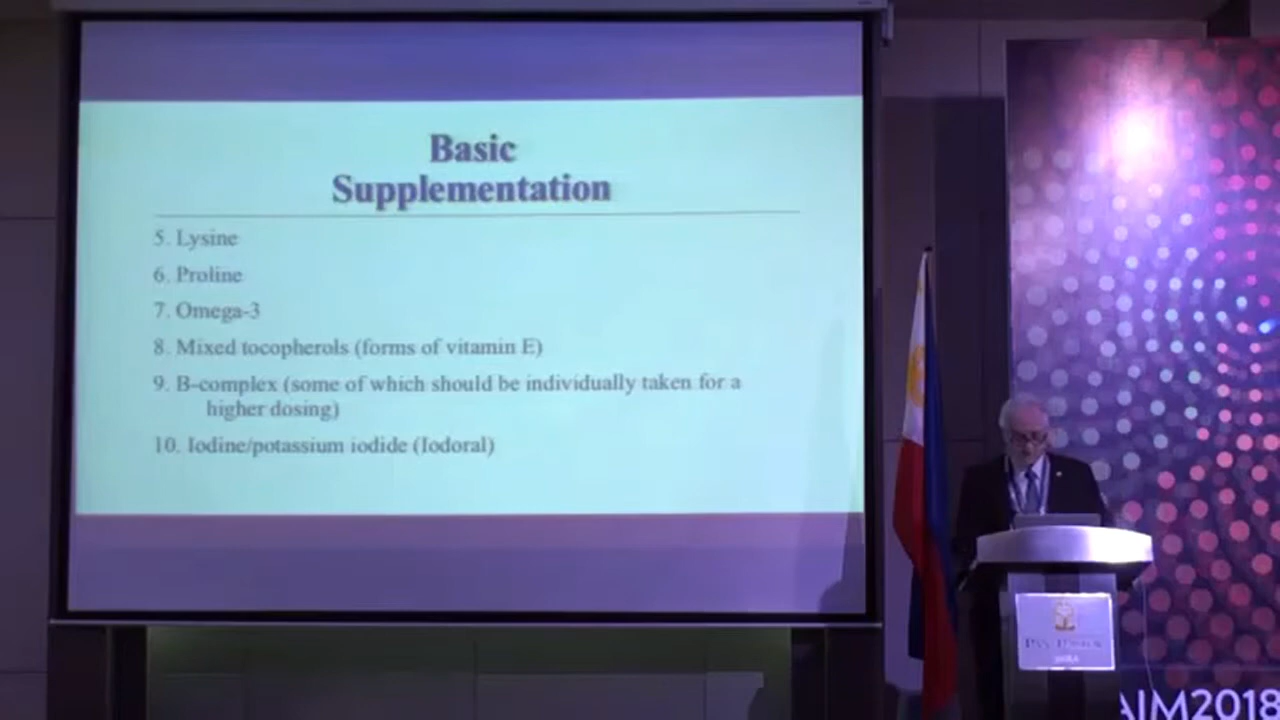 Basic
Supplementation
5. Lysine
6. Proline
7. Omega-3
8. Mixed tocopherols (forms of vitamin E)
9. B-complex (some of which should be individually taken for a
higher dosing)
10. Iodine/potassium iodide (Iodoral)
AIM2018